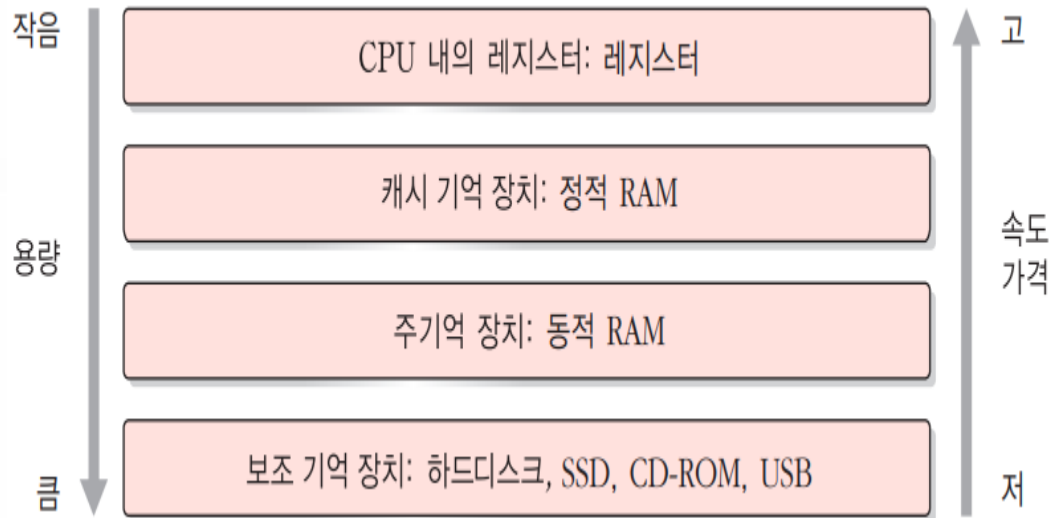 작음
고
CPU 내의 레지스터: 레지스터
캐시 기억 장치: 정적 RAM
용량
속도
가격
주기억 장치: 동적 RAM
보조 기억 장치: 하드디스크, SSD, CD-ROM, USB
큼
저